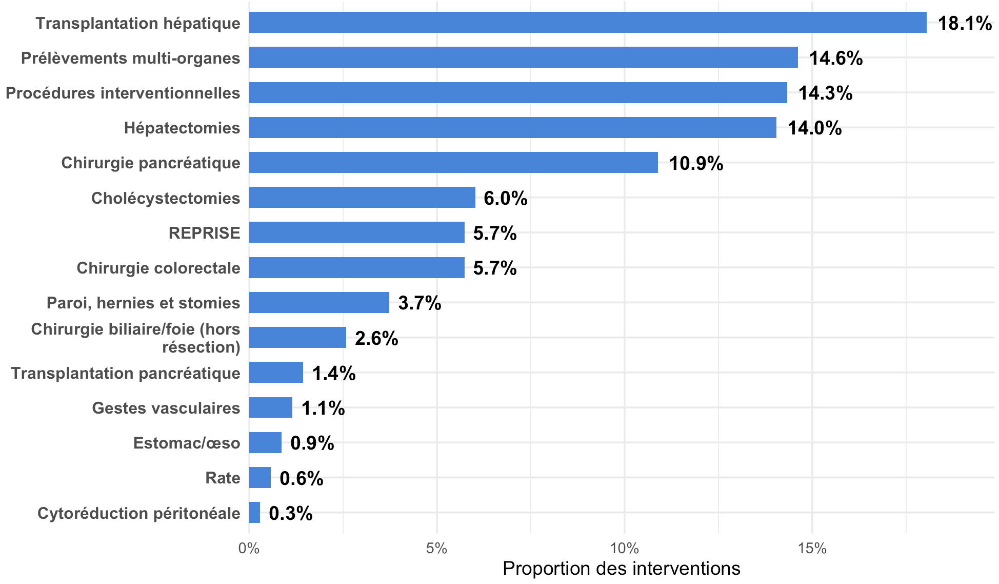 Transplantation hépatique 18.1%
Prélèvements multi-organes 14.6%
Procédures interventionnelles 14.3%
Hépatectomies 14.0%
Chirurgie pancréatique 10.9%
Cholécystectomies 6.0%
REPRISE 5.7%
Chirurgie colorectale 5.7%
Paroi, hernies et stomies 3.7%
Chirurgie biliaire/foie (hors
résection) 2.6%
Transplantation pancréatique 1.4%
Gestes vasculaires 1.1%
Estomac/œso 0.9%
Rate 0.6%
Cytoréduction péritonéale 0.3%
0% 5% 10% 15%
Proportion des interventions